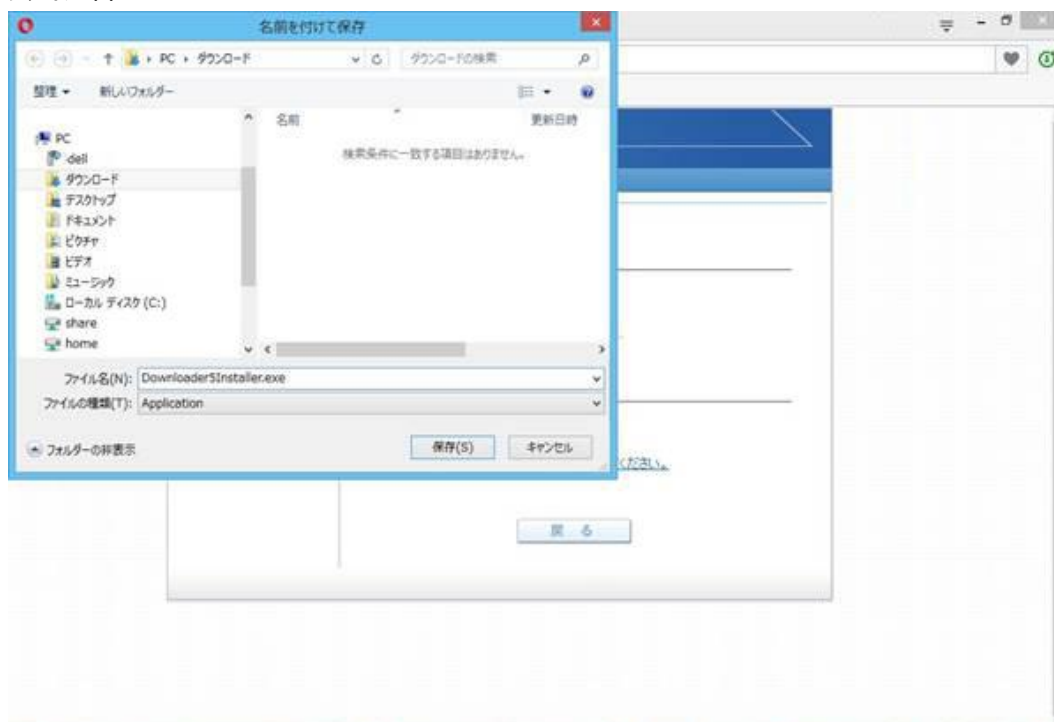 名前を付けて保存
PC ▸ ダウンロード
ダウンロードの検索
整理
新しいフォルダー
名前
更新日時
検索条件に一致する項目はありません。
PC
dell
ダウンロード
デスクトップ
ドキュメント
ピクチャ
ビデオ
ミュージック
ローカル ディスク (C:)
share
home
ファイル名(N): Downloader5Installer.exe
ファイルの種類(T): Application
フォルダーの非表示
保存(S)
キャンセル
ください。
戻 る